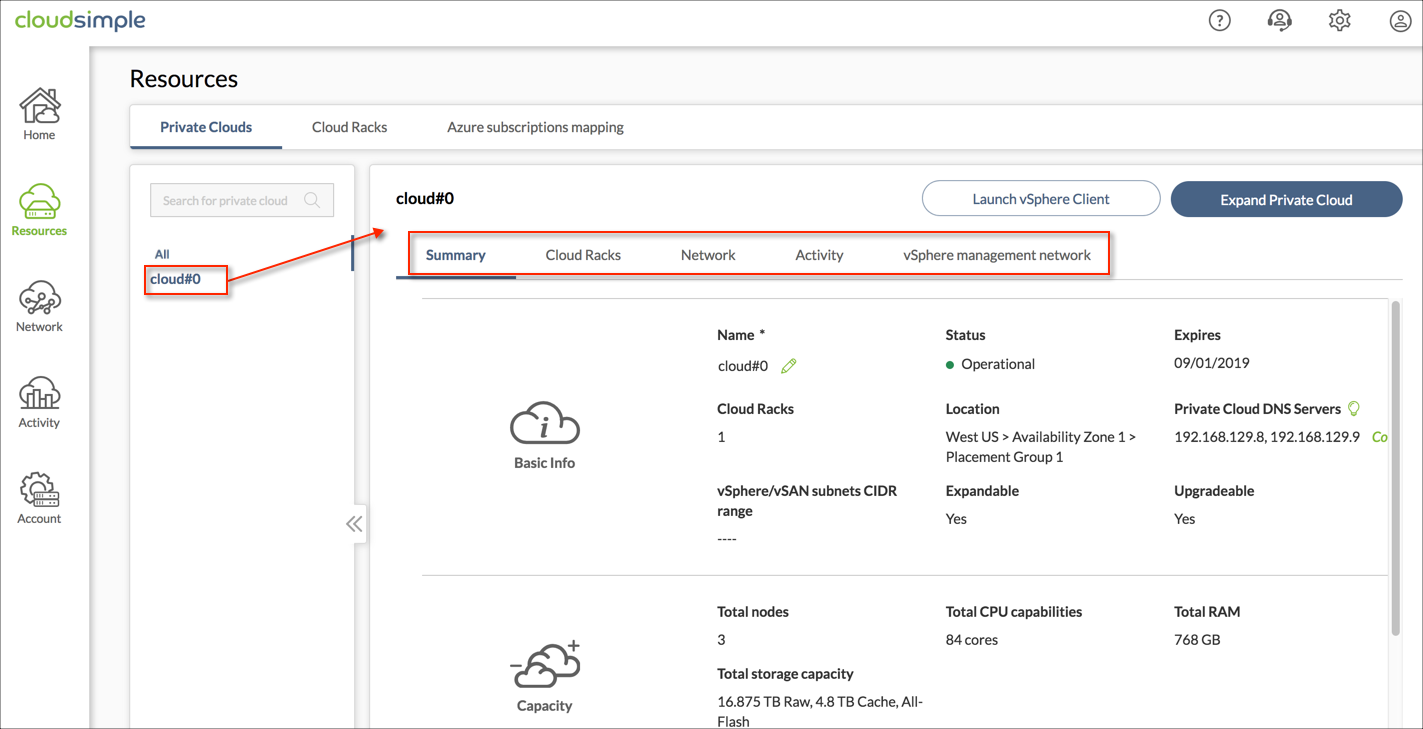 cloudsimple
Home
Resources
Network
Activity
Account
Resources
Private Clouds
Cloud Racks
Azure subscriptions mapping
Search for private cloud
All
cloud#0
cloud#0
Launch vSphere Client
Expand Private Cloud
Summary
Cloud Racks
Network
Activity
vSphere management network
Basic Info
Name *
cloud#0
Status
Operational
Expires
09/01/2019
Cloud Racks
1
Location
West US > Availability Zone 1 >
Placement Group 1
Private Cloud DNS Servers
192.168.129.8, 192.168.129.9 Co
vSphere/vSAN subnets CIDR
range
----
Expandable
Yes
Upgradeable
Yes
Capacity
Total nodes
3
Total CPU capabilities
84 cores
Total RAM
768 GB
Total storage capacity
16.875 TB Raw, 4.8 TB Cache, All-
Flash